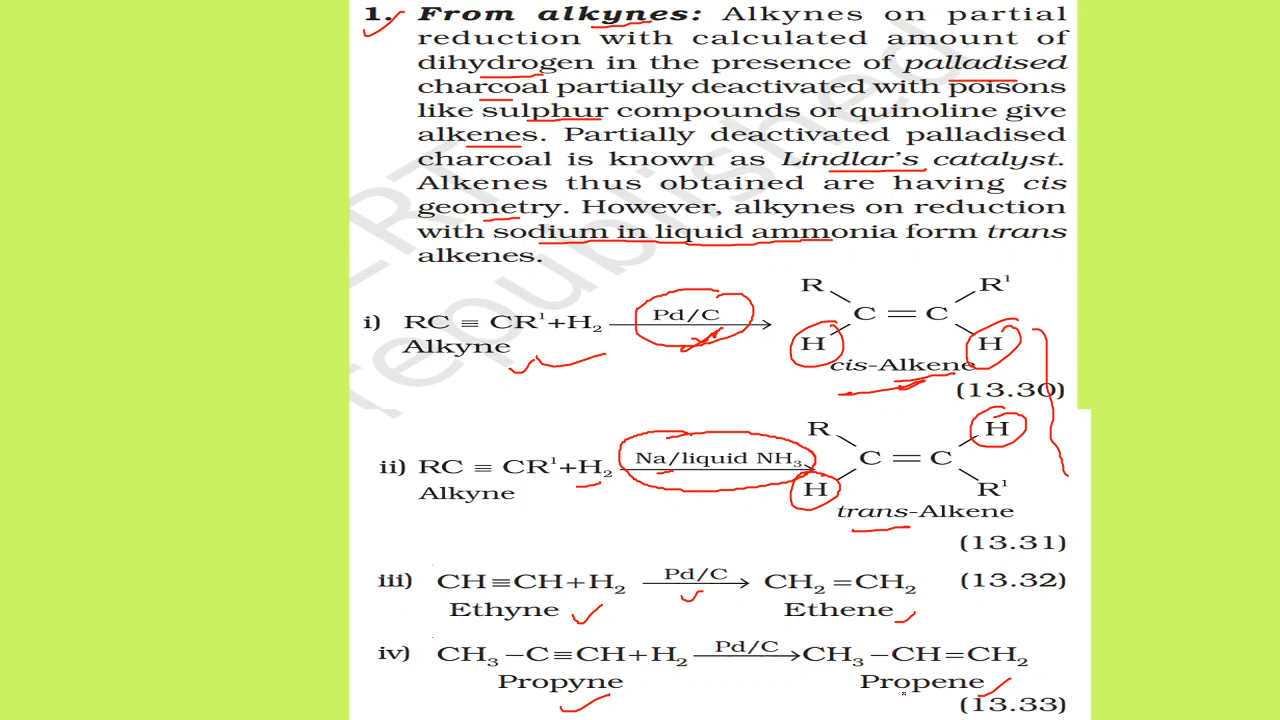 1. From alkynes: Alkynes on partial
reduction with calculated amount of
dihydrogen in the presence of palladised
charcoal partially deactivated with poisons
like sulphur compounds or quinoline give
alkenes. Partially deactivated palladised
charcoal is known as Lindlar's catalyst.
Alkenes thus obtained are having cis
geometry. However, alkynes on reduction
with sodium in liquid ammonia form trans
alkenes.
R R¹
i) RC ≡ CR¹+H₂ Pd/C C = C
Alkyne H H
cis-Alkene
(13.30)
R H
ii) RC ≡ CR¹+H₂ Na/liquid NH₃ C = C
Alkyne H R¹
trans-Alkene
(13.31)
iii) CH≡CH+H₂ Pd/C CH₂=CH₂ (13.32)
Ethyne Ethene
iv) CH₃–C≡CH+H₂ Pd/C CH₃–CH=CH₂
Propyne Propene
(13.33)
republished